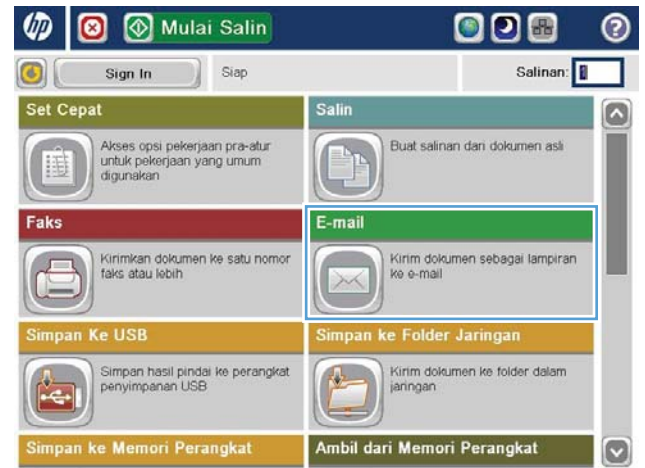 hp
Mulai Salin
?
Sign In
Siap
Salinan: 1
Set Cepat
Akses opsi pekerjaan pra-atur
untuk pekerjaan yang umum
digunakan
Salin
Buat salinan dari dokumen asli
Faks
Kirimkan dokumen ke satu nomor
faks atau lebih
E-mail
Kirim dokumen sebagai lampiran
ke e-mail
Simpan Ke USB
Simpan hasil pindai ke perangkat
penyimpanan USB
Simpan ke Folder Jaringan
Kirim dokumen ke folder dalam
jaringan
Simpan ke Memori Perangkat
Ambil dari Memori Perangkat